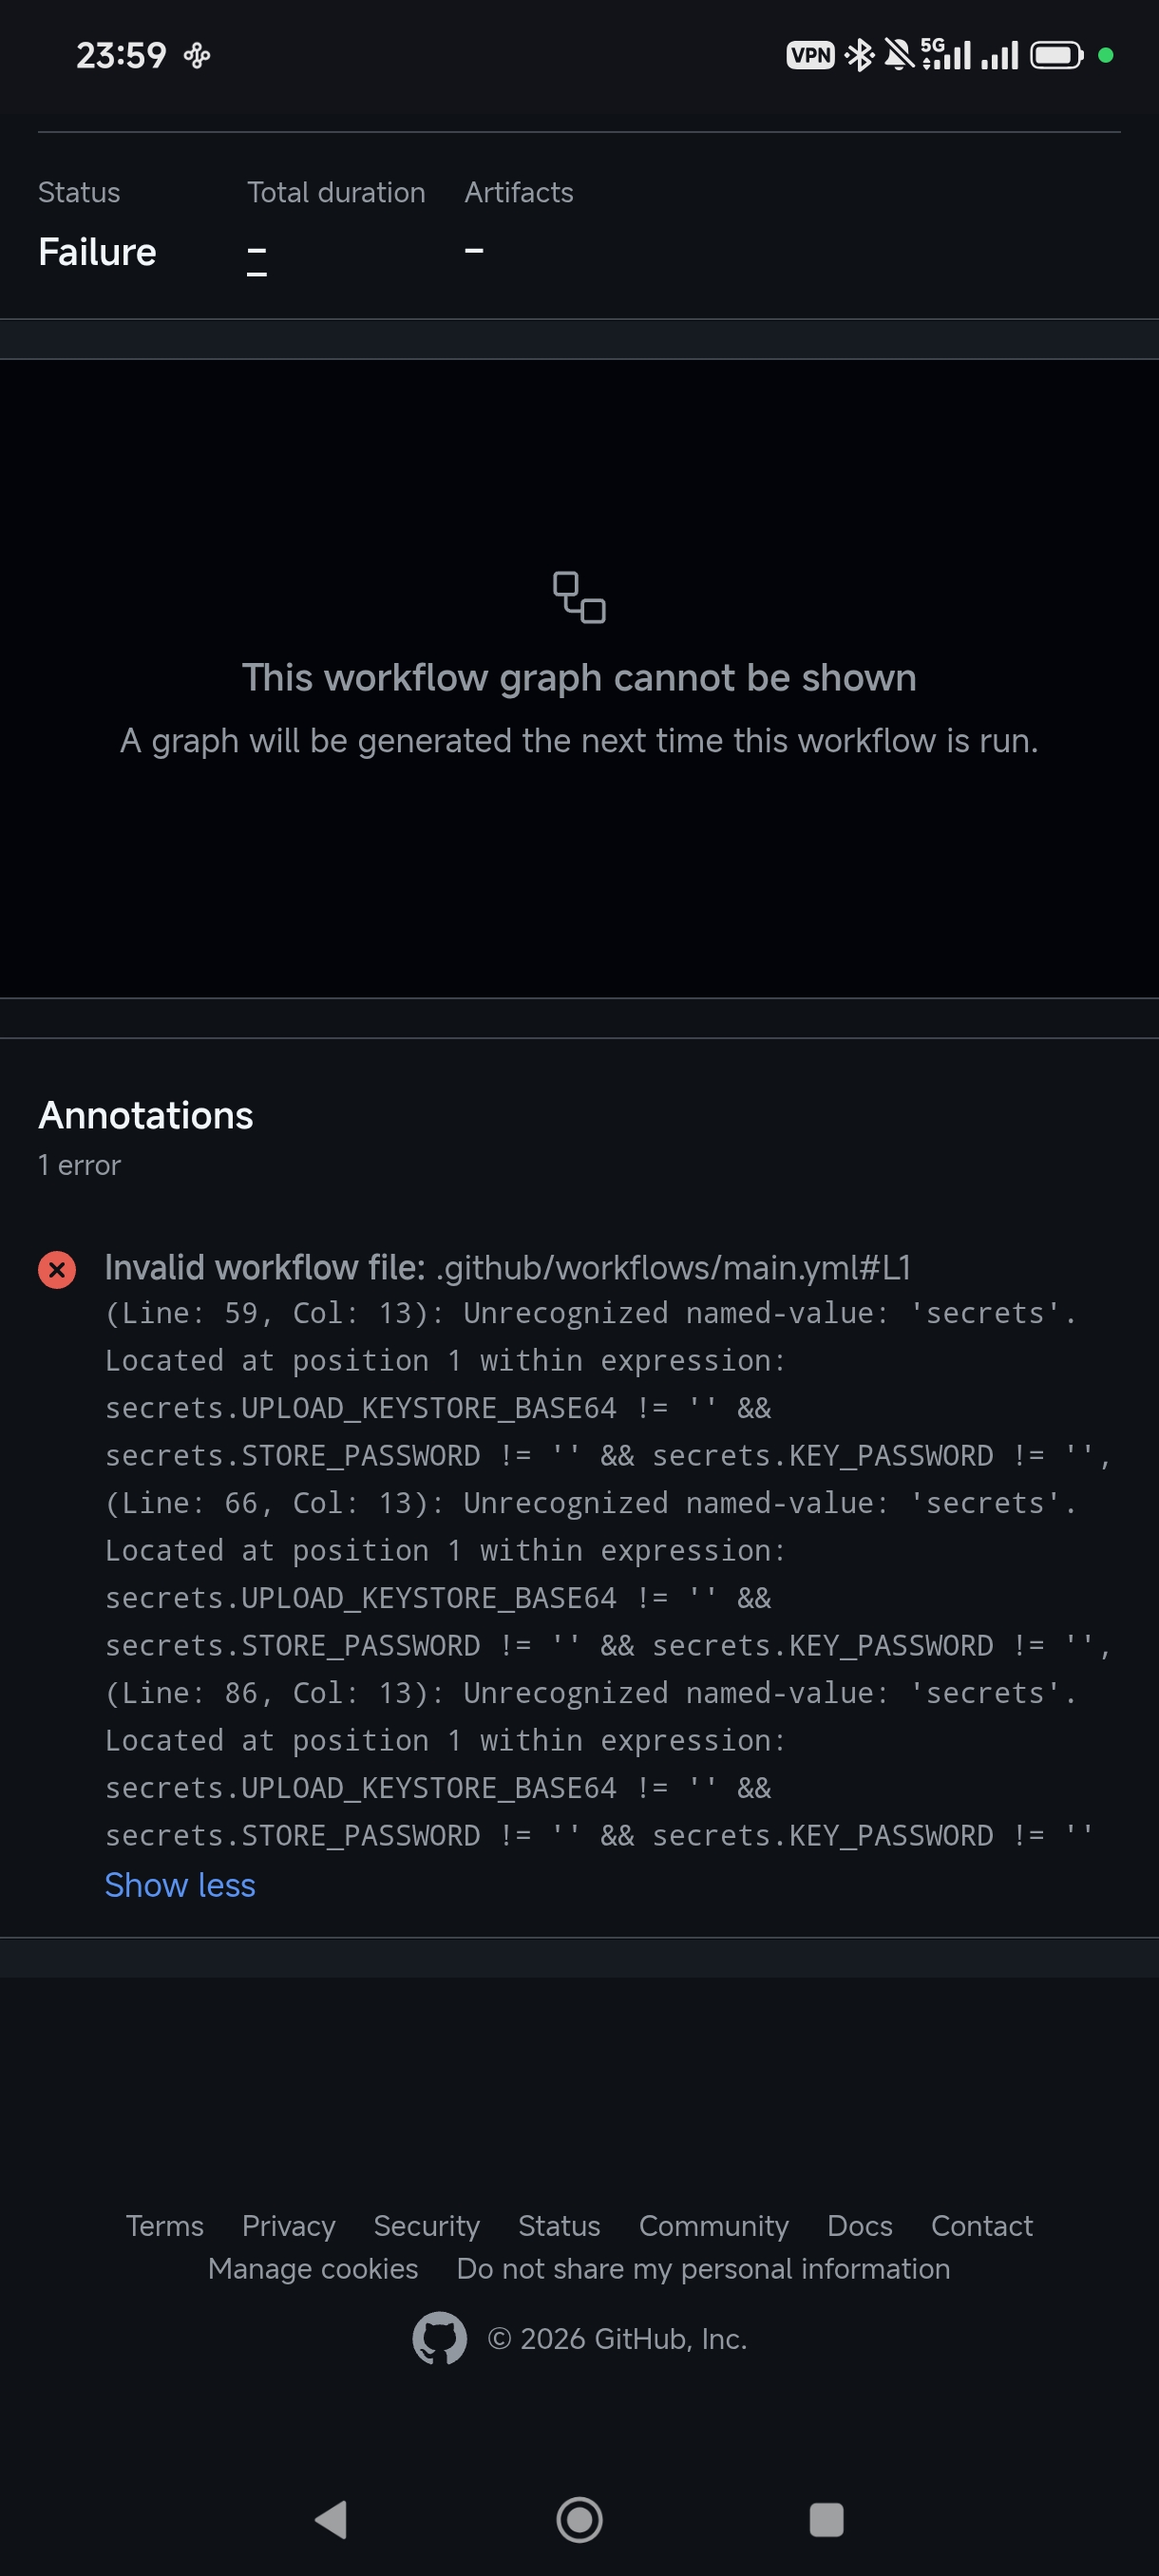 23:59
VPN 5G
Status Total duration Artifacts
Failure – –
This workflow graph cannot be shown
A graph will be generated the next time this workflow is run.
Annotations
1 error
Invalid workflow file: .github/workflows/main.yml#L1
(Line: 59, Col: 13): Unrecognized named-value: 'secrets'.
Located at position 1 within expression:
secrets.UPLOAD_KEYSTORE_BASE64 != '' &&
secrets.STORE_PASSWORD != '' && secrets.KEY_PASSWORD != '',
(Line: 66, Col: 13): Unrecognized named-value: 'secrets'.
Located at position 1 within expression:
secrets.UPLOAD_KEYSTORE_BASE64 != '' &&
secrets.STORE_PASSWORD != '' && secrets.KEY_PASSWORD != '',
(Line: 86, Col: 13): Unrecognized named-value: 'secrets'.
Located at position 1 within expression:
secrets.UPLOAD_KEYSTORE_BASE64 != '' &&
secrets.STORE_PASSWORD != '' && secrets.KEY_PASSWORD != ''
Show less
Terms Privacy Security Status Community Docs Contact
Manage cookies Do not share my personal information
© 2026 GitHub, Inc.